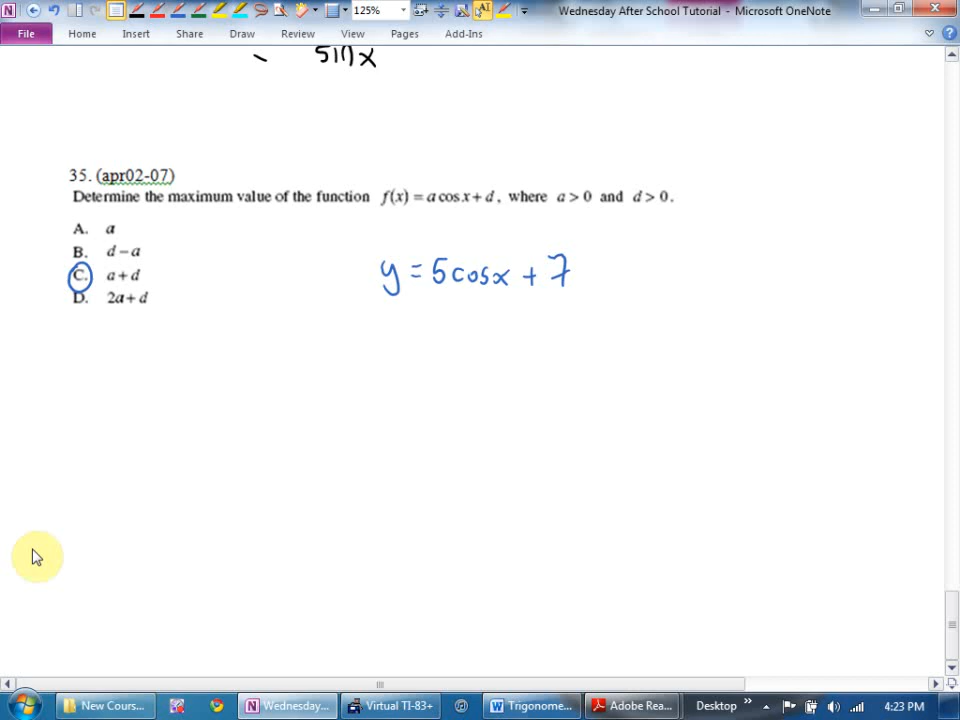 Wednesday After School Tutorial - Microsoft OneNote
125%
File Home Insert Share Draw Review View Pages Add-Ins
sinx
35. (apr02-07)
Determine the maximum value of the function f(x) = a cos x + d, where a > 0 and d > 0.
A. a
B. d − a
C. a + d
D. 2a + d
y = 5cosx + 7
New Cours... Wednesday... Virtual TI-83+ Trigonome... Adobe Rea... Desktop » 4:23 PM